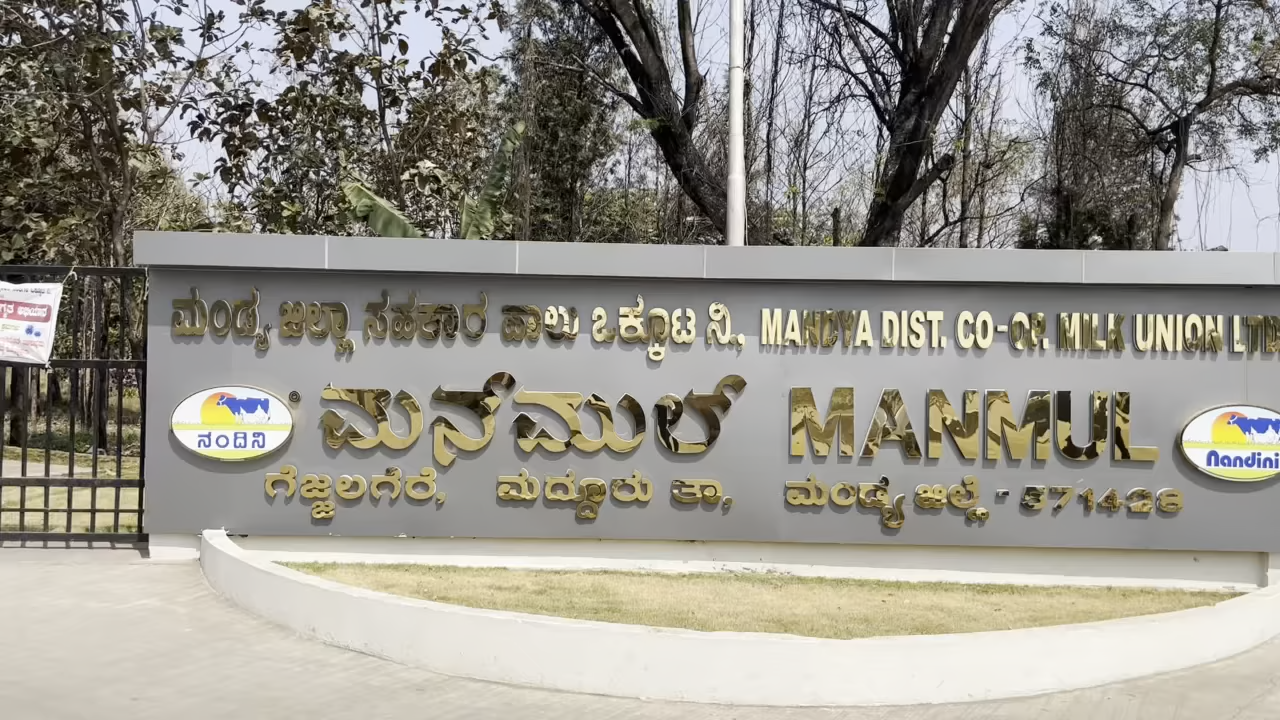 ಮಂಡ್ಯ ಜಿಲ್ಲಾ ಸಹಕಾರ ಹಾಲು ಒಕ್ಕೂಟ ನಿ., MANDYA DIST. CO-OP. MILK UNION LTD
ನಂದಿನಿ ® ಮನ್‌ಮುಲ್ MANMUL Nandini
ಗೆಜ್ಜಲಗೆರೆ, ಮದ್ದೂರು ತಾ, ಮಂಡ್ಯ ಜಿಲ್ಲೆ - 571428